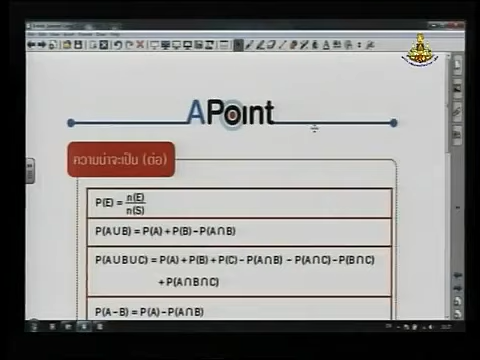 APoint
ความน่าจะเป็น (ต่อ)
P(E) = n(E)
n(S)
P(A∪B) = P(A) + P(B) – P(A∩B)
P(A∪B∪C) = P(A) + P(B) + P(C) – P(A∩B) – P(A∩C) – P(B∩C)
+ P(A∩B∩C)
P(A–B) = P(A) – P(A∩B)